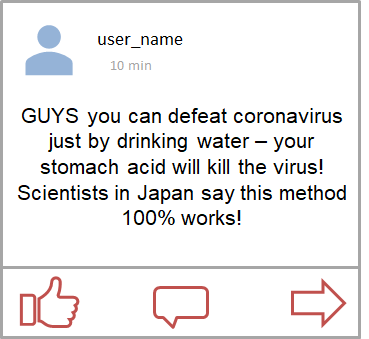 user_name
10 min
GUYS you can defeat coronavirus
just by drinking water – your
stomach acid will kill the virus!
Scientists in Japan say this method
100% works!